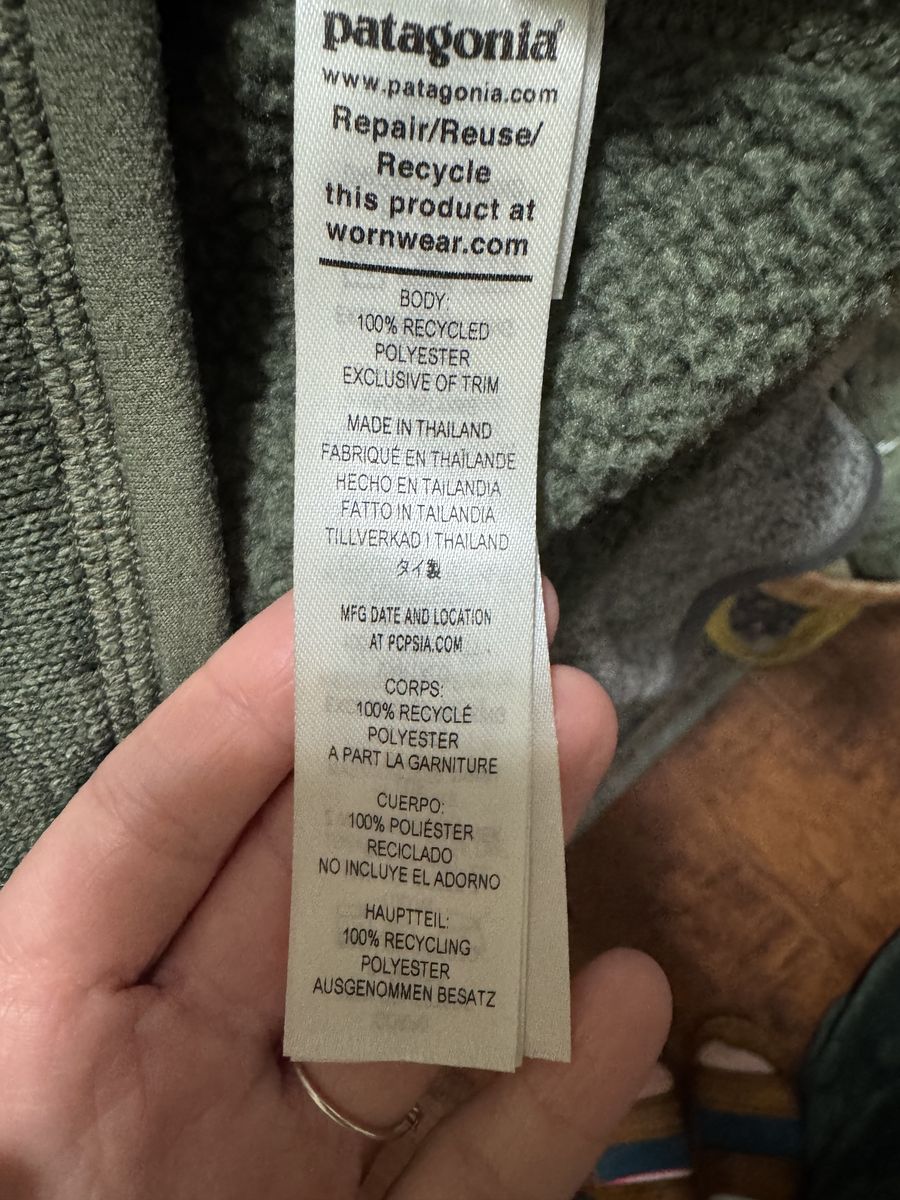 patagonia®
www.patagonia.com
Repair/Reuse/
Recycle
this product at
wornwear.com
BODY:
100% RECYCLED
POLYESTER
EXCLUSIVE OF TRIM
MADE IN THAILAND
FABRIQUÉ EN THAÏLANDE
HECHO EN TAILANDIA
FATTO IN TAILANDIA
TILLVERKAD I THAILAND
タイ製
MFG DATE AND LOCATION
AT PCPSIA.COM
CORPS:
100% RECYCLÉ
POLYESTER
A PART LA GARNITURE
CUERPO:
100% POLIÉSTER
RECICLADO
NO INCLUYE EL ADORNO
HAUPTTEIL:
100% RECYCLING
POLYESTER
AUSGENOMMEN BESATZ